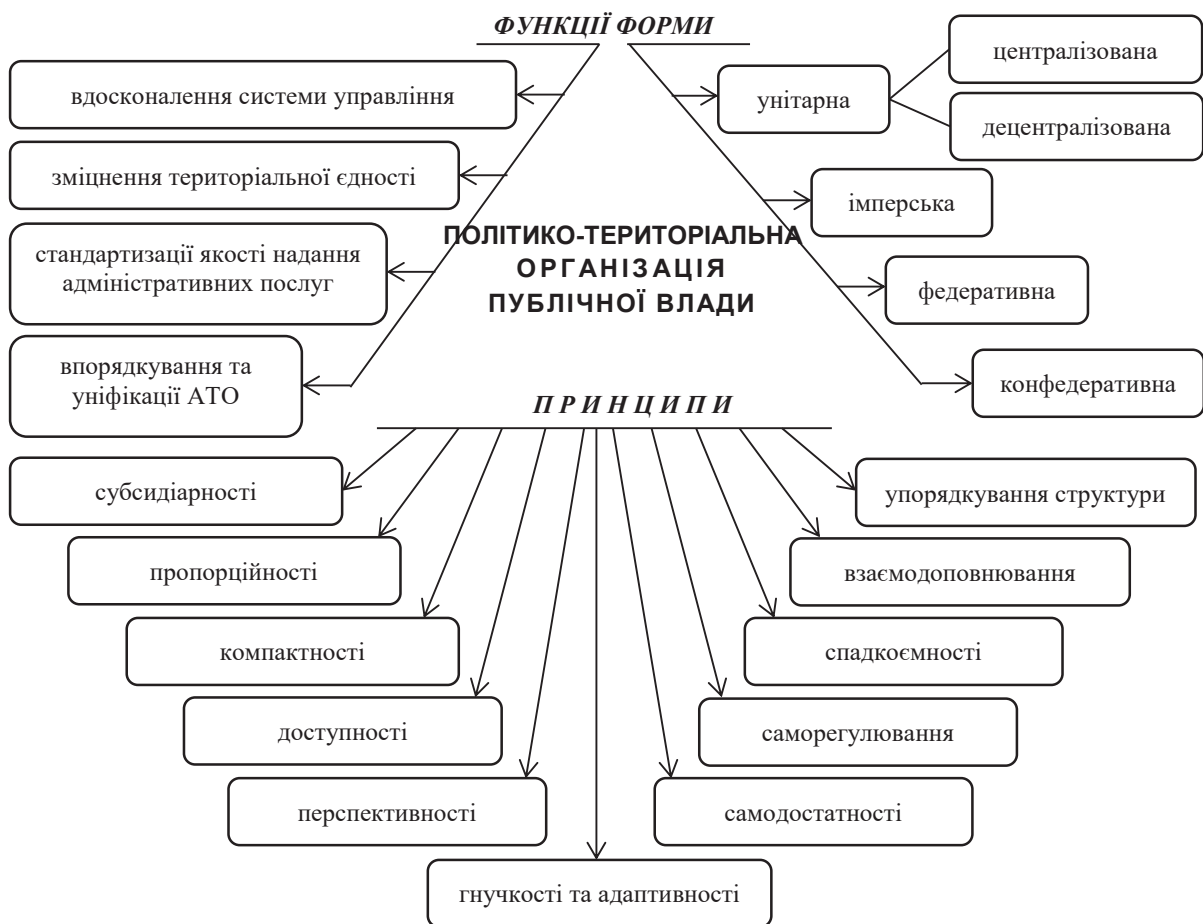 ФУНКЦІЇ ФОРМИ
вдосконалення системи управління
зміцнення територіальної єдності
стандартизації якості надання
адміністративних послуг
впорядкування та
уніфікації АТО
унітарна
централізована
децентралізована
імперська
федеративна
конфедеративна
ПОЛІТИКО-ТЕРИТОРІАЛЬНА
ОРГАНІЗАЦІЯ
ПУБЛІЧНОЇ ВЛАДИ
ПРИНЦИПИ
субсидіарності
пропорційності
компактності
доступності
перспективності
гнучкості та адаптивності
самодостатності
саморегулювання
спадкоємності
взаємодоповнювання
упорядкування структури